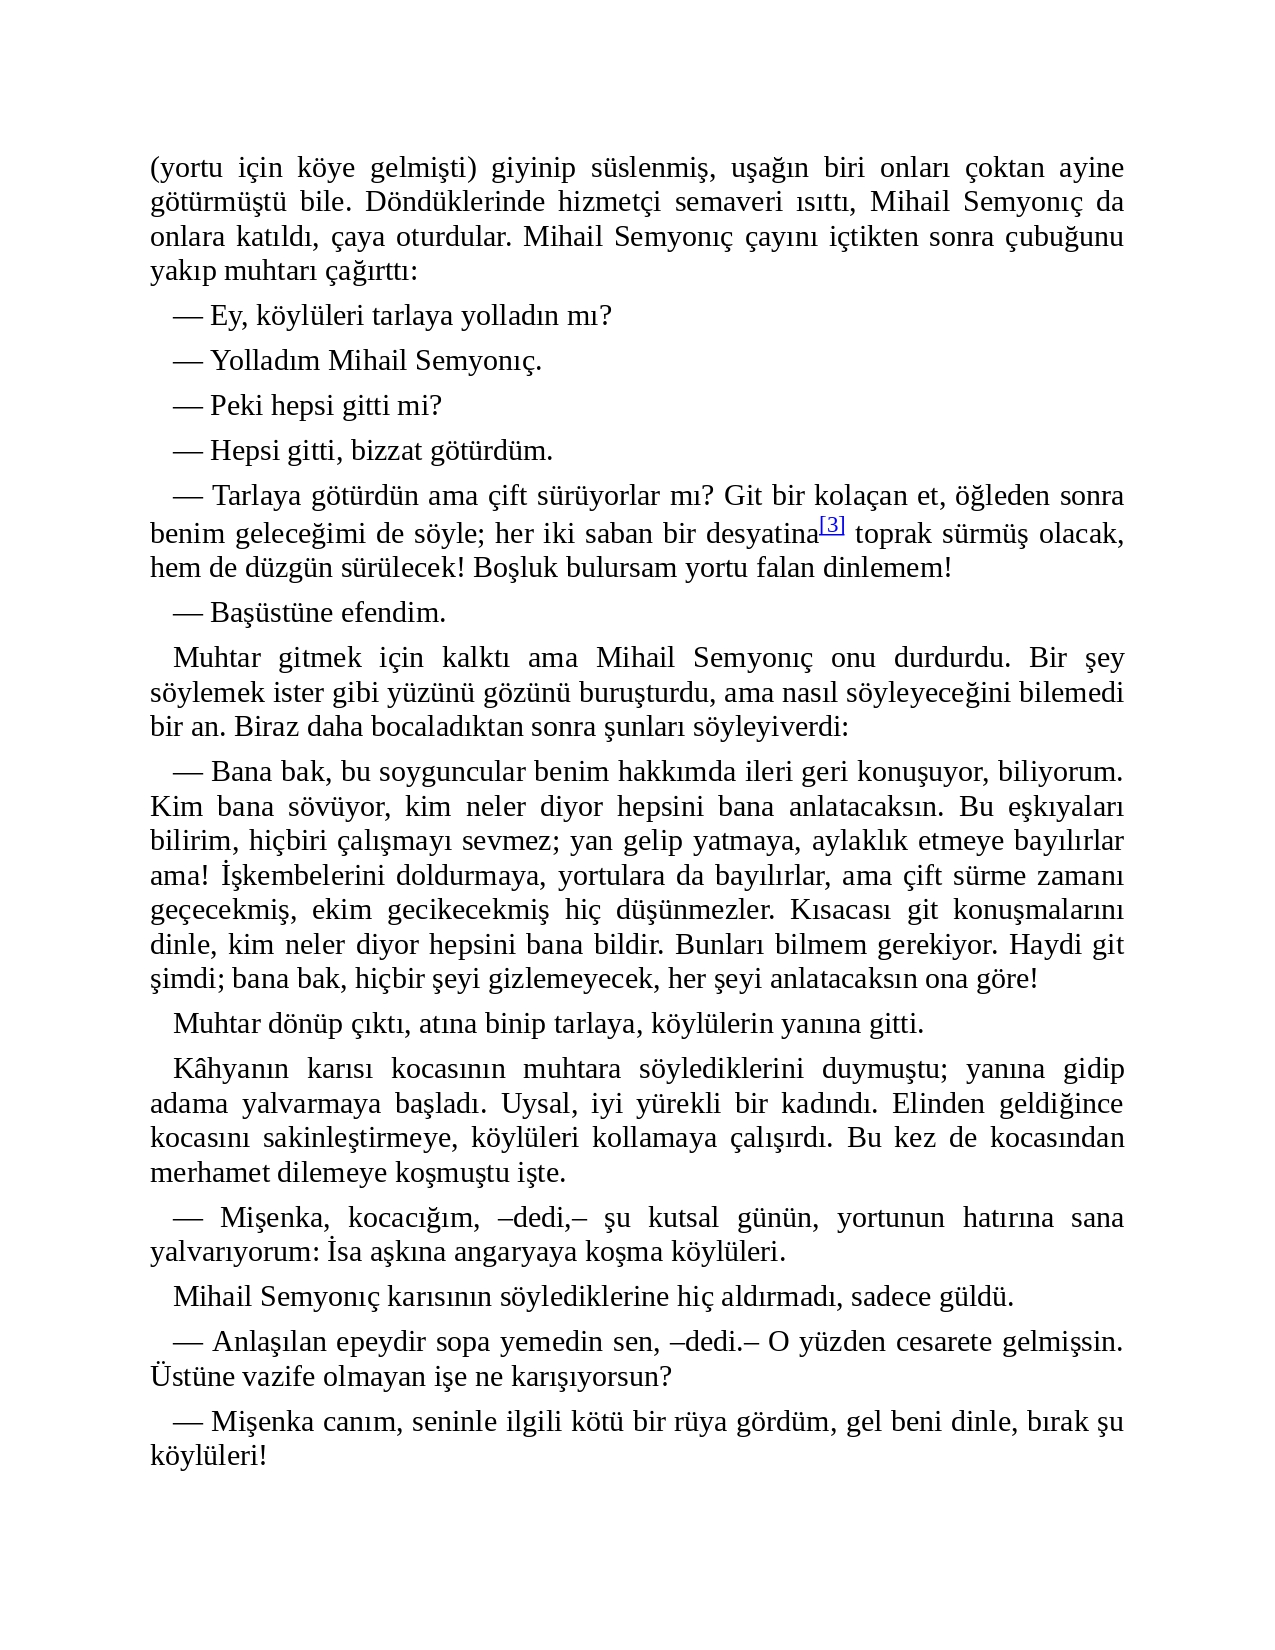 (yortu için köye gelmişti) giyinip süslenmiş, uşağın biri onları çoktan ayine
götürmüştü bile. Döndüklerinde hizmetçi semaveri ısıttı, Mihail Semyonıç da
onlara katıldı, çaya oturdular. Mihail Semyonıç çayını içtikten sonra çubuğunu
yakıp muhtarı çağırttı:
— Ey, köylüleri tarlaya yolladın mı?
— Yolladım Mihail Semyonıç.
— Peki hepsi gitti mi?
— Hepsi gitti, bizzat götürdüm.
— Tarlaya götürdün ama çift sürüyorlar mı? Git bir kolaçan et, öğleden sonra
benim geleceğimi de söyle; her iki saban bir desyatina[3] toprak sürmüş olacak,
hem de düzgün sürülecek! Boşluk bulursam yortu falan dinlemem!
— Başüstüne efendim.
Muhtar gitmek için kalktı ama Mihail Semyonıç onu durdurdu. Bir şey
söylemek ister gibi yüzünü gözünü buruşturdu, ama nasıl söyleyeceğini bilemedi
bir an. Biraz daha bocaladıktan sonra şunları söyleyiverdi:
— Bana bak, bu soyguncular benim hakkımda ileri geri konuşuyor, biliyorum.
Kim bana sövüyor, kim neler diyor hepsini bana anlatacaksın. Bu eşkıyaları
bilirim, hiçbiri çalışmayı sevmez; yan gelip yatmaya, aylaklık etmeye bayılırlar
ama! İşkembelerini doldurmaya, yortulara da bayılırlar, ama çift sürme zamanı
geçecekmiş, ekim gecikecekmiş hiç düşünmezler. Kısacası git konuşmalarını
dinle, kim neler diyor hepsini bana bildir. Bunları bilmem gerekiyor. Haydi git
şimdi; bana bak, hiçbir şeyi gizlemeyecek, her şeyi anlatacaksın ona göre!
Muhtar dönüp çıktı, atına binip tarlaya, köylülerin yanına gitti.
Kâhyanın karısı kocasının muhtara söylediklerini duymuştu; yanına gidip
adama yalvarmaya başladı. Uysal, iyi yürekli bir kadındı. Elinden geldiğince
kocasını sakinleştirmeye, köylüleri kollamaya çalışırdı. Bu kez de kocasından
merhamet dilemeye koşmuştu işte.
— Mişenka, kocacığım, –dedi,– şu kutsal günün, yortunun hatırına sana
yalvarıyorum: İsa aşkına angaryaya koşma köylüleri.
Mihail Semyonıç karısının söylediklerine hiç aldırmadı, sadece güldü.
— Anlaşılan epeydir sopa yemedin sen, –dedi.– O yüzden cesarete gelmişsin.
Üstüne vazife olmayan işe ne karışıyorsun?
— Mişenka canım, seninle ilgili kötü bir rüya gördüm, gel beni dinle, bırak şu
köylüleri!